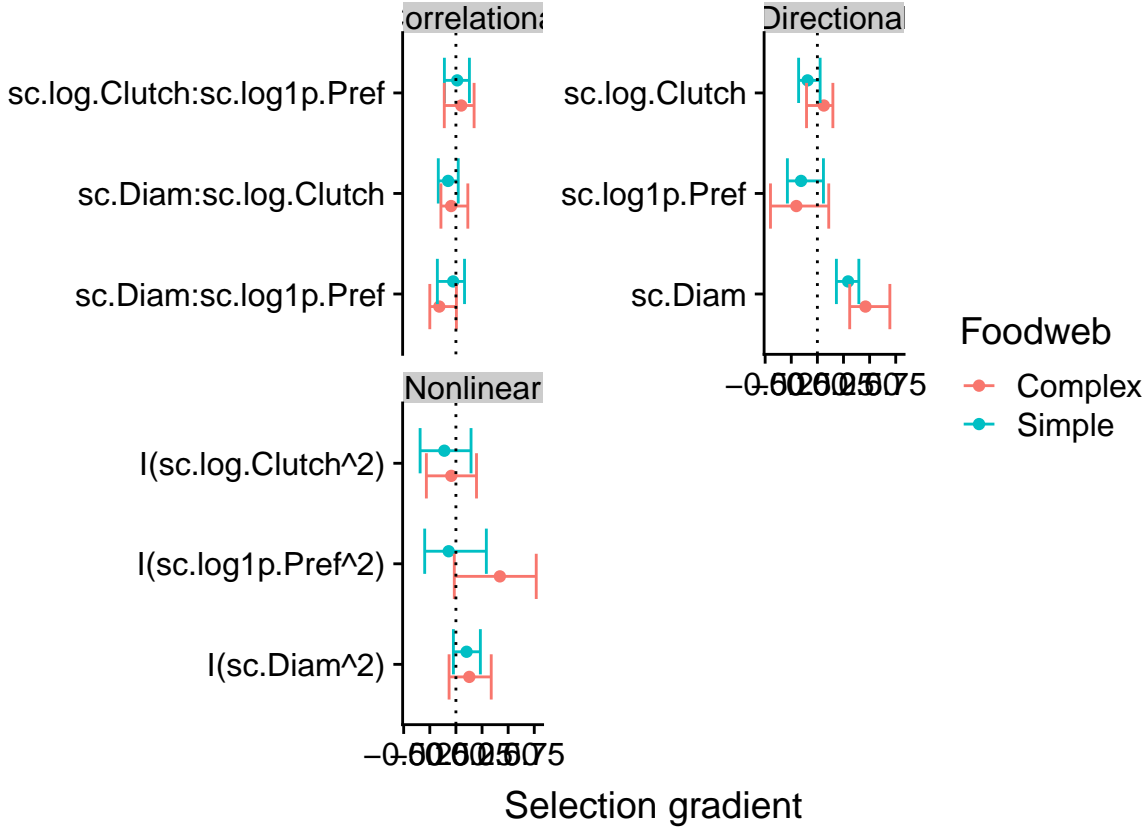 orrelationa
Directional
sc.log.Clutch:sc.log1p.Pref
sc.Diam:sc.log.Clutch
sc.Diam:sc.log1p.Pref
sc.log.Clutch
sc.log1p.Pref
sc.Diam
Nonlinear
I(sc.log.Clutch^2)
I(sc.log1p.Pref^2)
I(sc.Diam^2)
Selection gradient
Foodweb
Complex
Simple